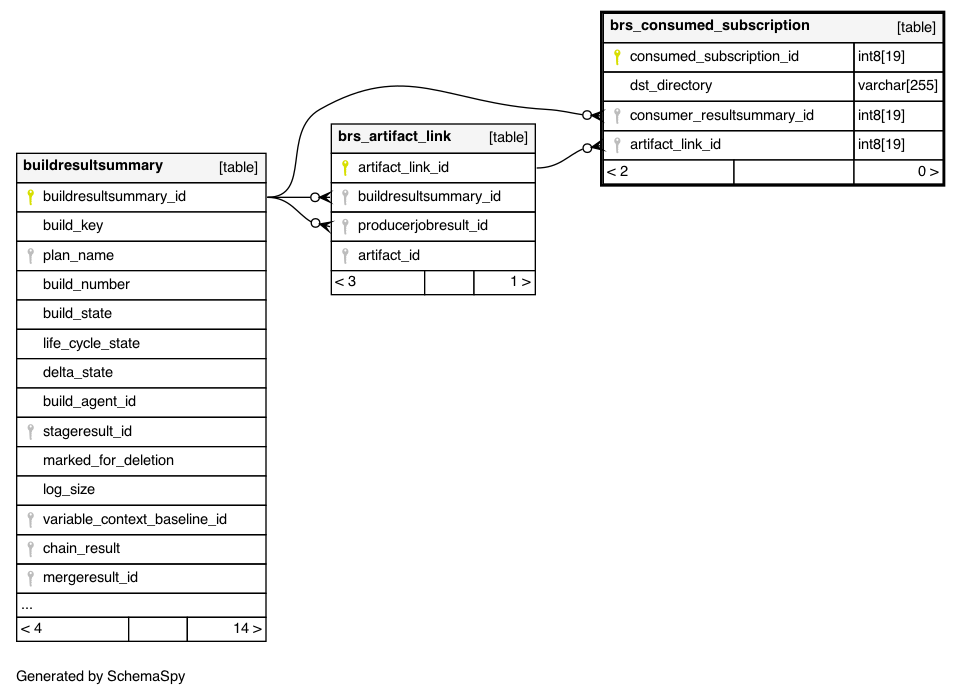 brs_consumed_subscription [table]
consumed_subscription_id int8[19]
dst_directory varchar[255]
consumer_resultsummary_id int8[19]
artifact_link_id int8[19]
< 2 0 >
brs_artifact_link [table]
artifact_link_id
buildresultsummary_id
producerjobresult_id
artifact_id
< 3 1 >
buildresultsummary [table]
buildresultsummary_id
build_key
plan_name
build_number
build_state
life_cycle_state
delta_state
build_agent_id
stageresult_id
marked_for_deletion
log_size
variable_context_baseline_id
chain_result
mergeresult_id
...
< 4 14 >
Generated by SchemaSpy